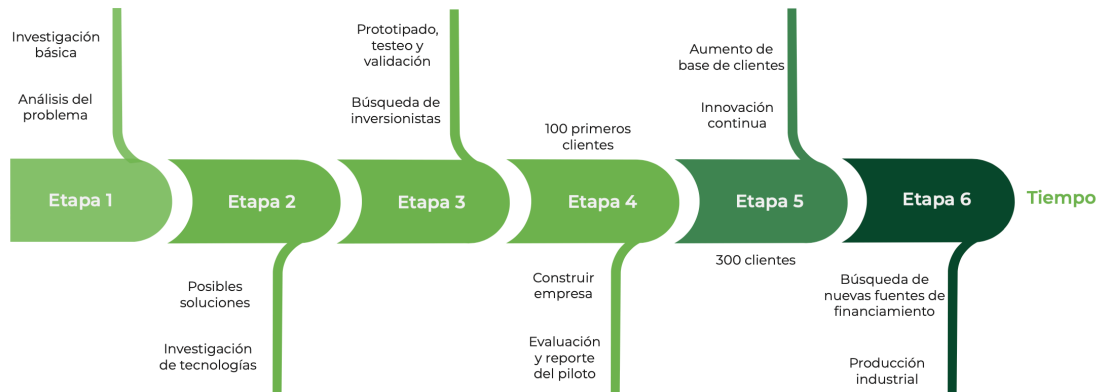 Investigación
básica
Análisis del
problema
Prototipado,
testeo y
validación
Búsqueda de
inversionistas
100 primeros
clientes
Aumento de
base de clientes
Innovación
continua
Etapa 1
Etapa 2
Etapa 3
Etapa 4
Etapa 5
Etapa 6
Tiempo
Posibles
soluciones
Investigación
de tecnologías
Construir
empresa
Evaluación
y reporte
del piloto
300 clientes
Búsqueda de
nuevas fuentes de
financiamiento
Producción
industrial